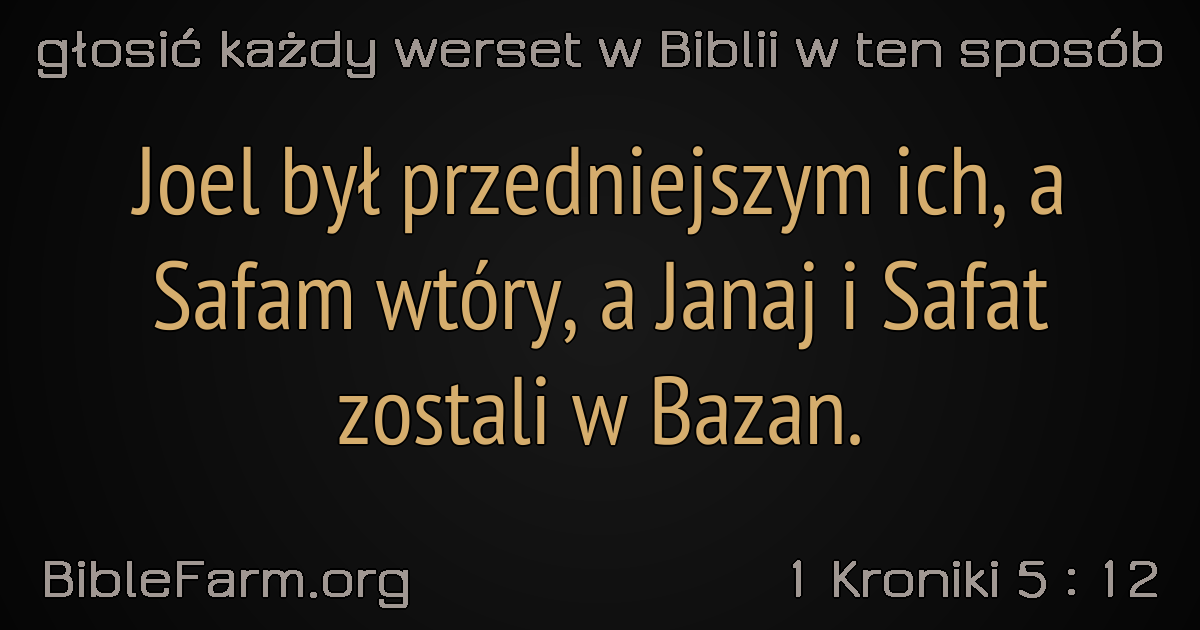 głosić każdy werset w Biblii w ten sposób
Joel był przedniejszym ich, a
Safam wtóry, a Janaj i Safat
zostali w Bazan.
BibleFarm.org
1 Kroniki 5 : 12